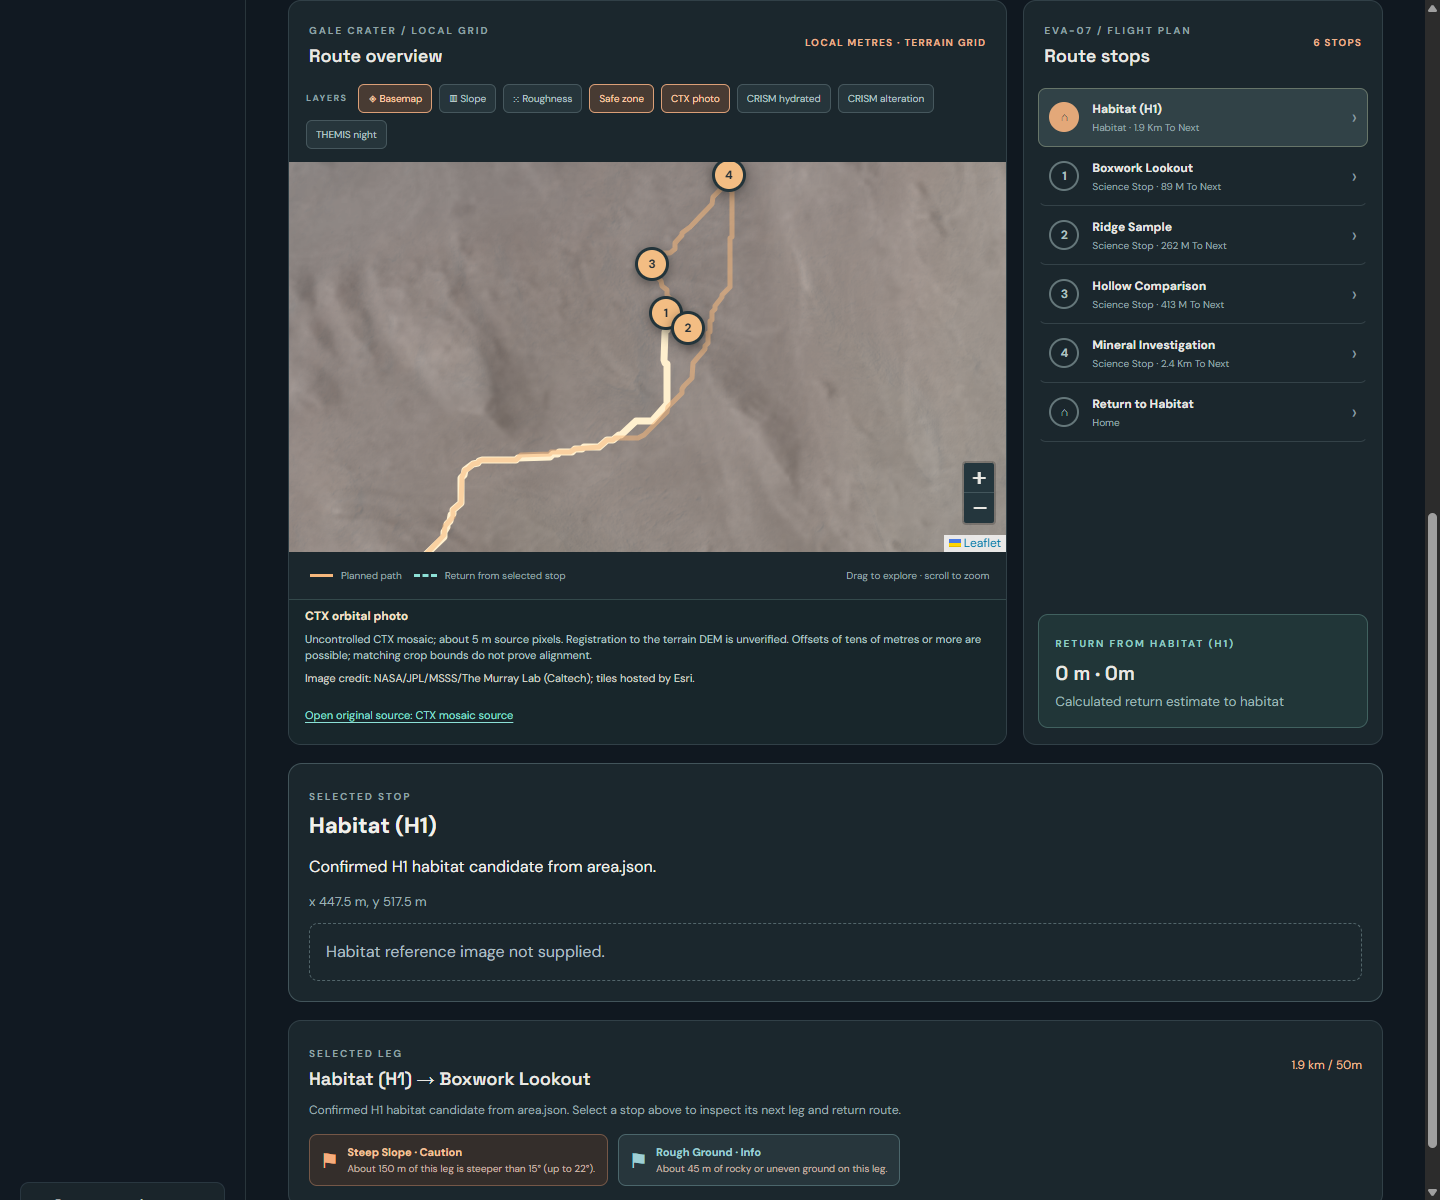 GALE CRATER / LOCAL GRID
Route overview
LOCAL METRES · TERRAIN GRID
LAYERS
Basemap
Slope
Roughness
Safe zone
CTX photo
CRISM hydrated
CRISM alteration
THEMIS night
4
3
1
2
+
−
Leaflet
Planned path
Return from selected stop
Drag to explore · scroll to zoom
CTX orbital photo
Uncontrolled CTX mosaic; about 5 m source pixels. Registration to the terrain DEM is unverified. Offsets of tens of metres or more are
possible; matching crop bounds do not prove alignment.
Image credit: NASA/JPL/MSSS/The Murray Lab (Caltech); tiles hosted by Esri.
Open original source: CTX mosaic source
EVA-07 / FLIGHT PLAN
Route stops
6 STOPS
Habitat (H1)
Habitat · 1.9 Km To Next
1
Boxwork Lookout
Science Stop · 89 M To Next
2
Ridge Sample
Science Stop · 262 M To Next
3
Hollow Comparison
Science Stop · 413 M To Next
4
Mineral Investigation
Science Stop · 2.4 Km To Next
Return to Habitat
Home
RETURN FROM HABITAT (H1)
0 m · 0m
Calculated return estimate to habitat
SELECTED STOP
Habitat (H1)
Confirmed H1 habitat candidate from area.json.
x 447.5 m, y 517.5 m
Habitat reference image not supplied.
SELECTED LEG
Habitat (H1) → Boxwork Lookout
1.9 km / 50m
Confirmed H1 habitat candidate from area.json. Select a stop above to inspect its next leg and return route.
Steep Slope · Caution
About 150 m of this leg is steeper than 15° (up to 22°).
Rough Ground · Info
About 45 m of rocky or uneven ground on this leg.